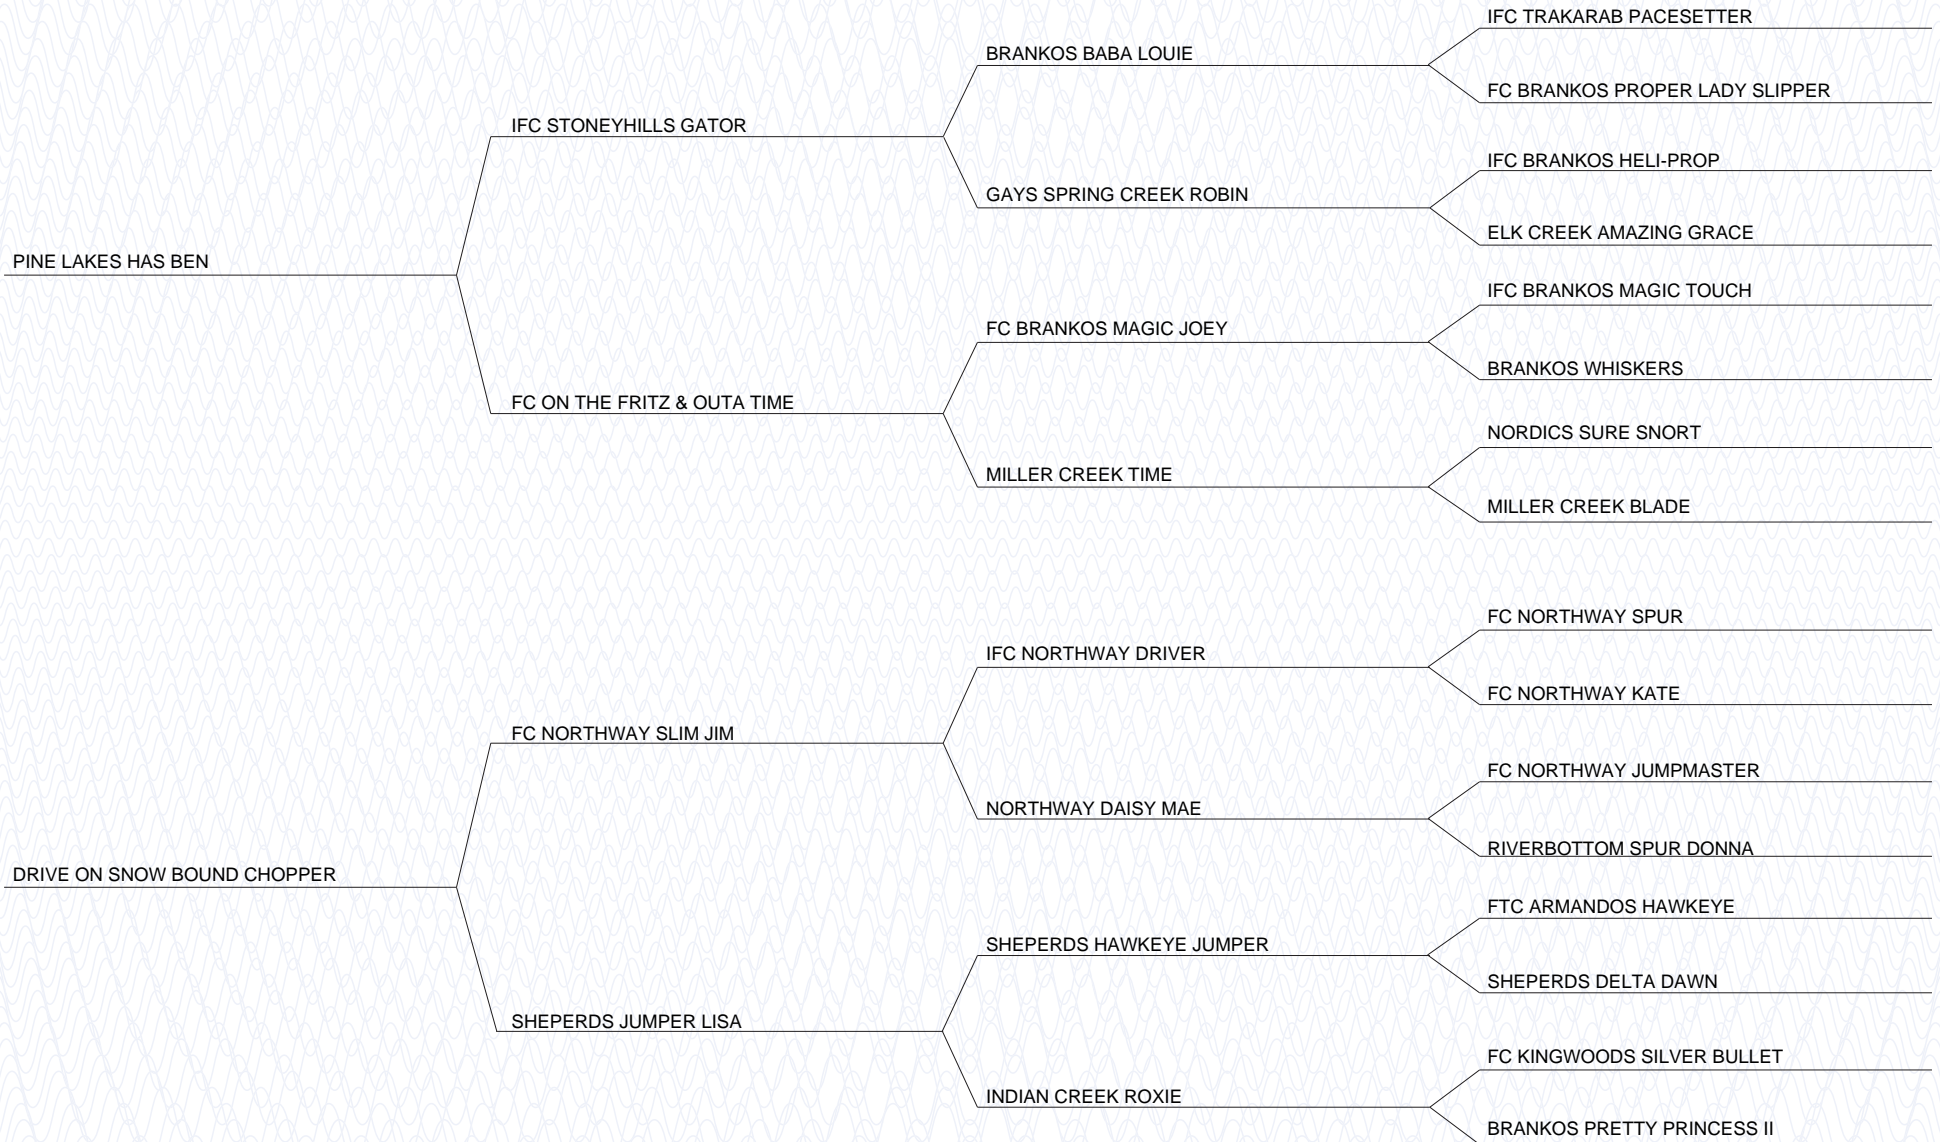 IFC TRAKARAB PACESETTER
BRANKOS BABA LOUIE
FC BRANKOS PROPER LADY SLIPPER
IFC STONEYHILLS GATOR
IFC BRANKOS HELI-PROP
GAYS SPRING CREEK ROBIN
ELK CREEK AMAZING GRACE
PINE LAKES HAS BEN
IFC BRANKOS MAGIC TOUCH
FC BRANKOS MAGIC JOEY
BRANKOS WHISKERS
FC ON THE FRITZ & OUTA TIME
NORDICS SURE SNORT
MILLER CREEK TIME
MILLER CREEK BLADE
FC NORTHWAY SPUR
IFC NORTHWAY DRIVER
FC NORTHWAY KATE
FC NORTHWAY SLIM JIM
FC NORTHWAY JUMPMASTER
NORTHWAY DAISY MAE
RIVERBOTTOM SPUR DONNA
DRIVE ON SNOW BOUND CHOPPER
FTC ARMANDOS HAWKEYE
SHEPERDS HAWKEYE JUMPER
SHEPERDS DELTA DAWN
SHEPERDS JUMPER LISA
FC KINGWOODS SILVER BULLET
INDIAN CREEK ROXIE
BRANKOS PRETTY PRINCESS II